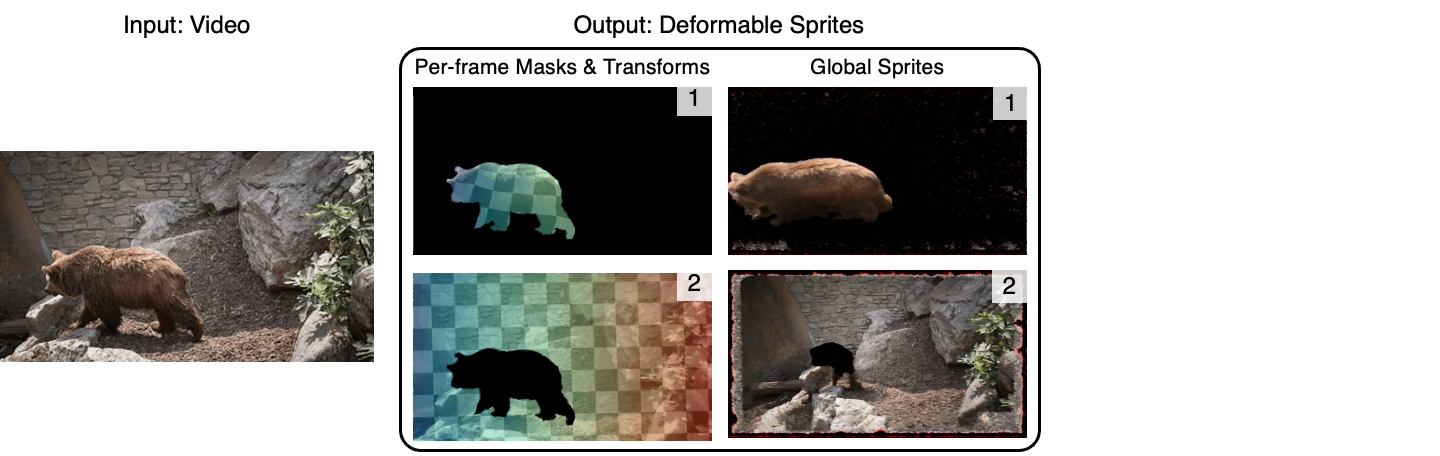 Input: Video
Output: Deformable Sprites
Per-frame Masks & Transforms
Global Sprites
1
1
2
2